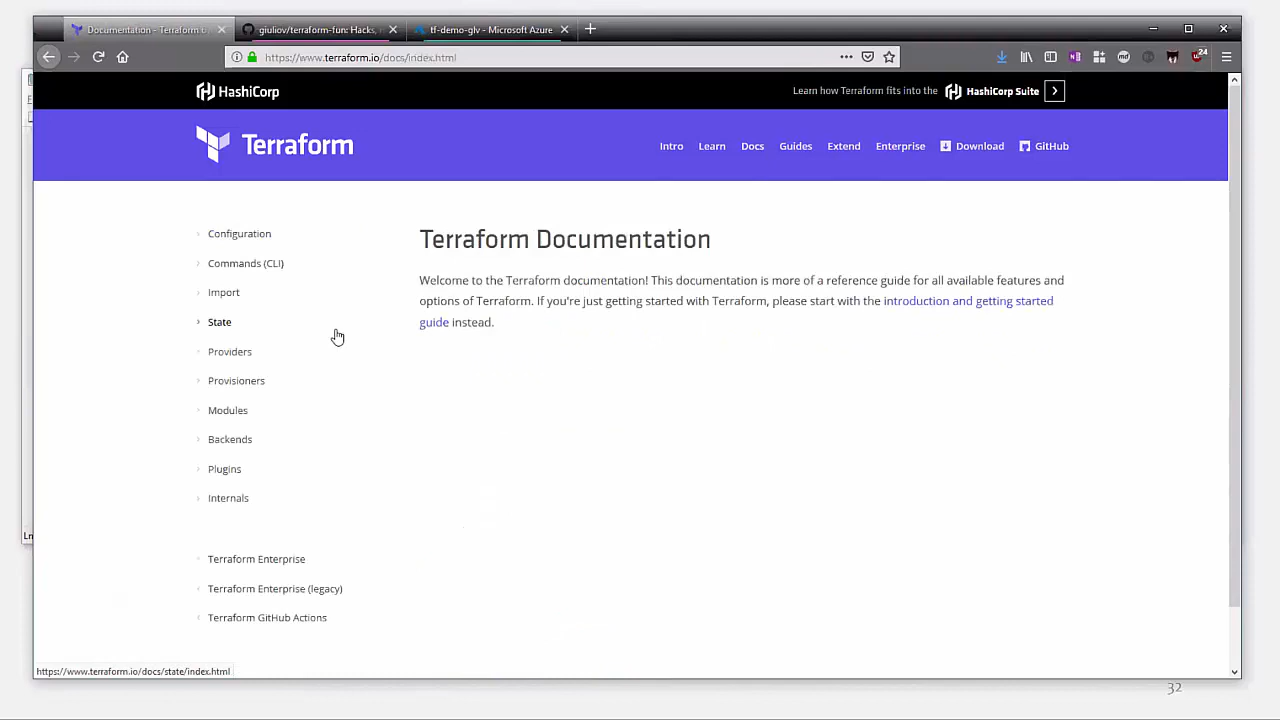 Documentation - Terraform
giuliov/terraform-fun: Hacks,
tf-demo-glv - Microsoft Azure
https://www.terraform.io/docs/index.html
24
HashiCorp
Learn how Terraform fits into the HashiCorp Suite
Terraform
Intro Learn Docs Guides Extend Enterprise Download GitHub
Configuration
Commands (CLI)
Import
State
Providers
Provisioners
Modules
Backends
Plugins
Internals
Terraform Enterprise
Terraform Enterprise (legacy)
Terraform GitHub Actions
Terraform Documentation
Welcome to the Terraform documentation! This documentation is more of a reference guide for all available features and
options of Terraform. If you're just getting started with Terraform, please start with the introduction and getting started
guide instead.
https://www.terraform.io/docs/state/index.html
32